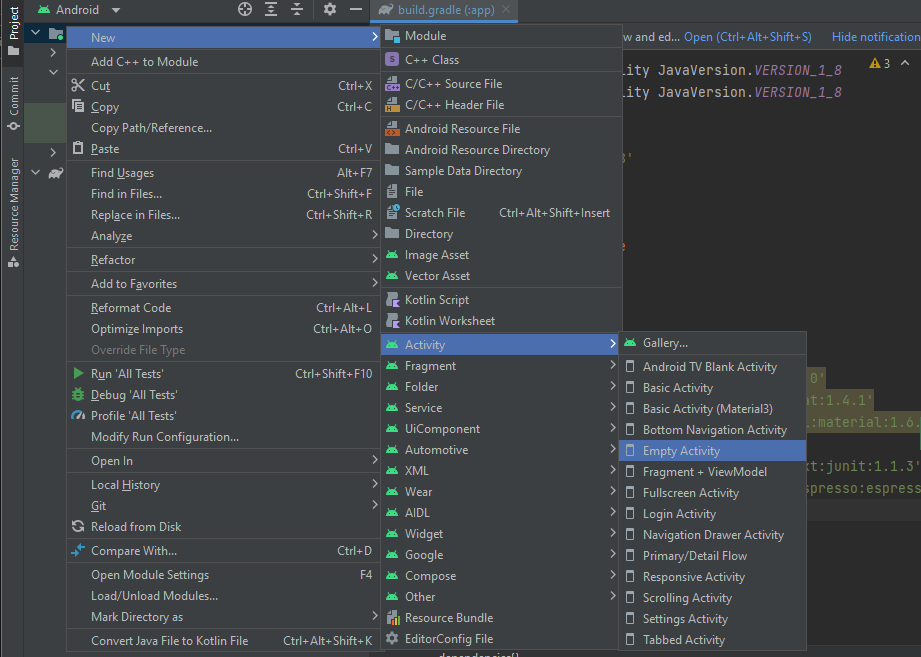 Project
Commit
Resource Manager
Android
build.gradle (:app)
w and ed... Open (Ctrl+Alt+Shift+S) Hide notification
ity JavaVersion.VERSION_1_8
ity JavaVersion.VERSION_1_8
3
New
Add C++ to Module
Cut Ctrl+X
Copy Ctrl+C
Copy Path/Reference...
Paste Ctrl+V
Find Usages Alt+F7
Find in Files... Ctrl+Shift+F
Replace in Files... Ctrl+Shift+R
Analyze
Refactor
Add to Favorites
Reformat Code Ctrl+Alt+L
Optimize Imports Ctrl+Alt+O
Override File Type
Run 'All Tests' Ctrl+Shift+F10
Debug 'All Tests'
Profile 'All Tests'
Modify Run Configuration...
Open In
Local History
Git
Reload from Disk
Compare With... Ctrl+D
Open Module Settings F4
Load/Unload Modules...
Mark Directory as
Convert Java File to Kotlin File Ctrl+Alt+Shift+K
Module
C++ Class
C/C++ Source File
C/C++ Header File
Android Resource File
Android Resource Directory
Sample Data Directory
File
Scratch File Ctrl+Alt+Shift+Insert
Directory
Image Asset
Vector Asset
Kotlin Script
Kotlin Worksheet
Activity
Fragment
Folder
Service
UiComponent
Automotive
XML
Wear
AIDL
Widget
Google
Compose
Other
Resource Bundle
EditorConfig File
Gallery...
Android TV Blank Activity
Basic Activity
Basic Activity (Material3)
Bottom Navigation Activity
Empty Activity
Fragment + ViewModel
Fullscreen Activity
Login Activity
Navigation Drawer Activity
Primary/Detail Flow
Responsive Activity
Scrolling Activity
Settings Activity
Tabbed Activity
0'
at:1.4.1'
:material:1.6.
xt:junit:1.1.3'
spresso:espress